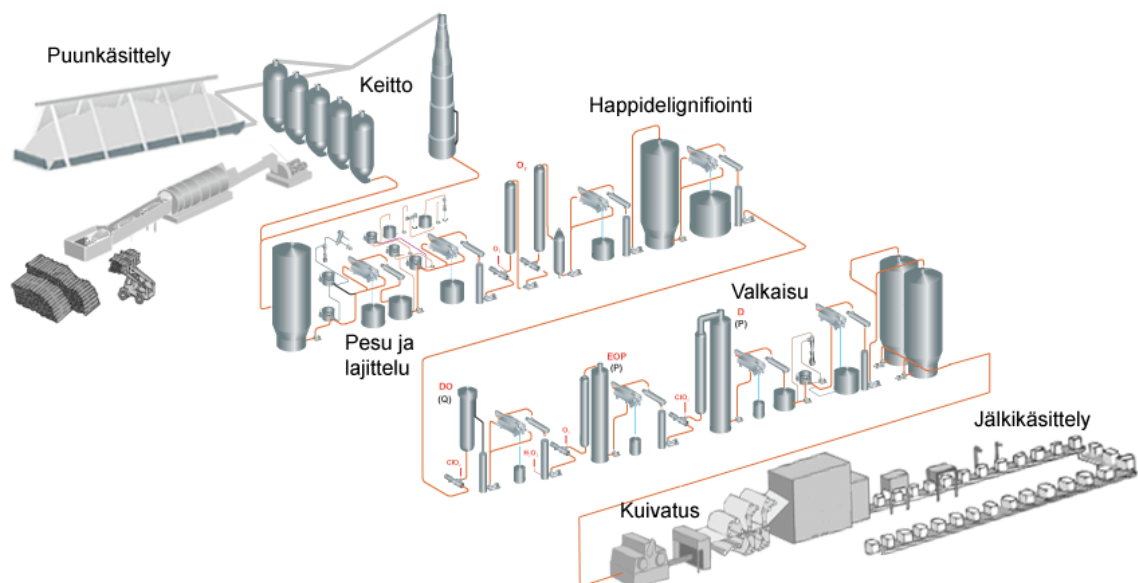 Puunkäsittely
Keitto
Happidelignifiointi
O₂
O₂
Pesu ja
lajittelu
Valkaisu
D
(P)
EOP
(P)
DO
(Q)
ClO₂
O₂
H₂O₂
ClO₂
Jälkikäsittely
Kuivatus